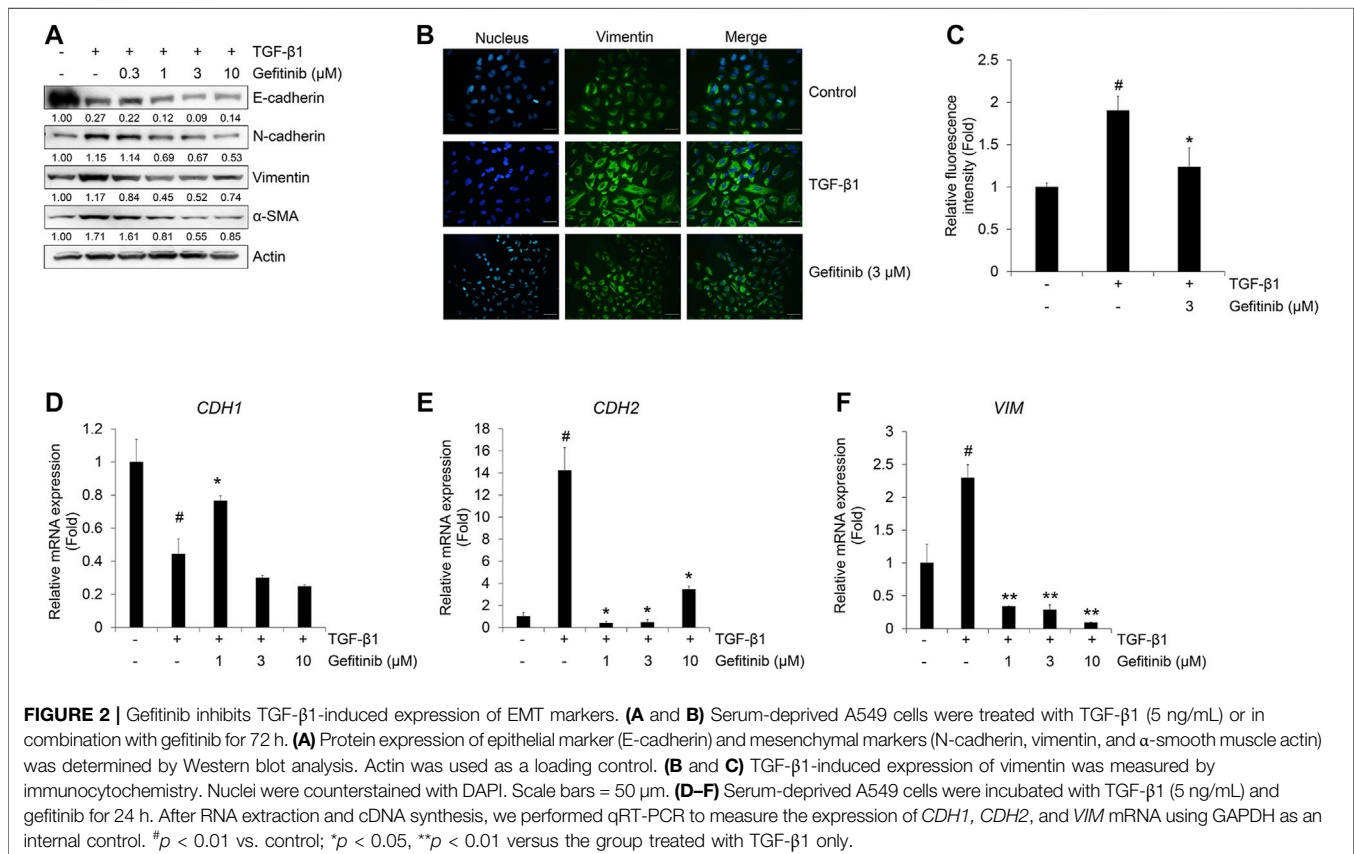 A
- + + + + + TGF-β1
- - 0.3 1 3 10 Gefitinib (µM)
E-cadherin
1.00 0.27 0.22 0.12 0.09 0.14
N-cadherin
1.00 1.15 1.14 0.69 0.67 0.53
Vimentin
1.00 1.17 0.84 0.45 0.52 0.74
α-SMA
1.00 1.71 1.61 0.81 0.55 0.85
Actin
B
Nucleus Vimentin Merge
Control
TGF-β1
Gefitinib (3 µM)
C
Relative fluorescence
intensity (Fold)
2.5
2
1.5
1
0.5
0
#
*
- + + TGF-β1
- - 3 Gefitinib (µM)
D
CDH1
Relative mRNA expression
(Fold)
1.2
1
0.8
0.6
0.4
0.2
0
#
*
- + + + + TGF-β1
- - 1 3 10 Gefitinib (µM)
E
CDH2
Relative mRNA expression
(Fold)
18
16
14
12
10
8
6
4
2
0
#
* * *
- + + + + TGF-β1
- - 1 3 10 Gefitinib (µM)
F
VIM
Relative mRNA expression
(Fold)
3
2.5
2
1.5
1
0.5
0
#
** ** **
- + + + + TGF-β1
- - 1 3 10 Gefitinib (µM)
FIGURE 2 | Gefitinib inhibits TGF-β1-induced expression of EMT markers. (A and B) Serum-deprived A549 cells were treated with TGF-β1 (5 ng/mL) or in
combination with gefitinib for 72 h. (A) Protein expression of epithelial marker (E-cadherin) and mesenchymal markers (N-cadherin, vimentin, and α-smooth muscle actin)
was determined by Western blot analysis. Actin was used as a loading control. (B and C) TGF-β1-induced expression of vimentin was measured by
immunocytochemistry. Nuclei were counterstained with DAPI. Scale bars = 50 µm. (D–F) Serum-deprived A549 cells were incubated with TGF-β1 (5 ng/mL) and
gefitinib for 24 h. After RNA extraction and cDNA synthesis, we performed qRT-PCR to measure the expression of CDH1, CDH2, and VIM mRNA using GAPDH as an
internal control. #p < 0.01 vs. control; *p < 0.05, **p < 0.01 versus the group treated with TGF-β1 only.